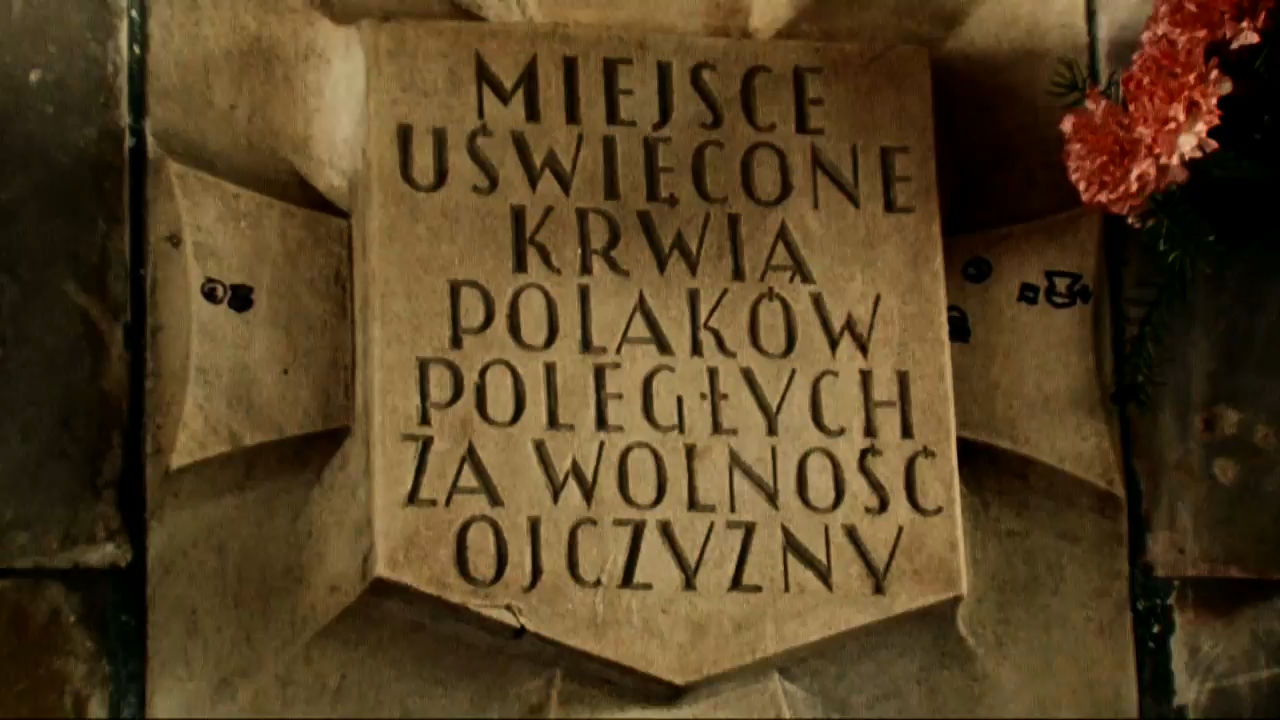 MIEJSCE
UŚWIĘCONE
KRWIĄ
POLAKÓW
POLEGŁYCH
ZA WOLNOŚĆ
OJCZYZNY